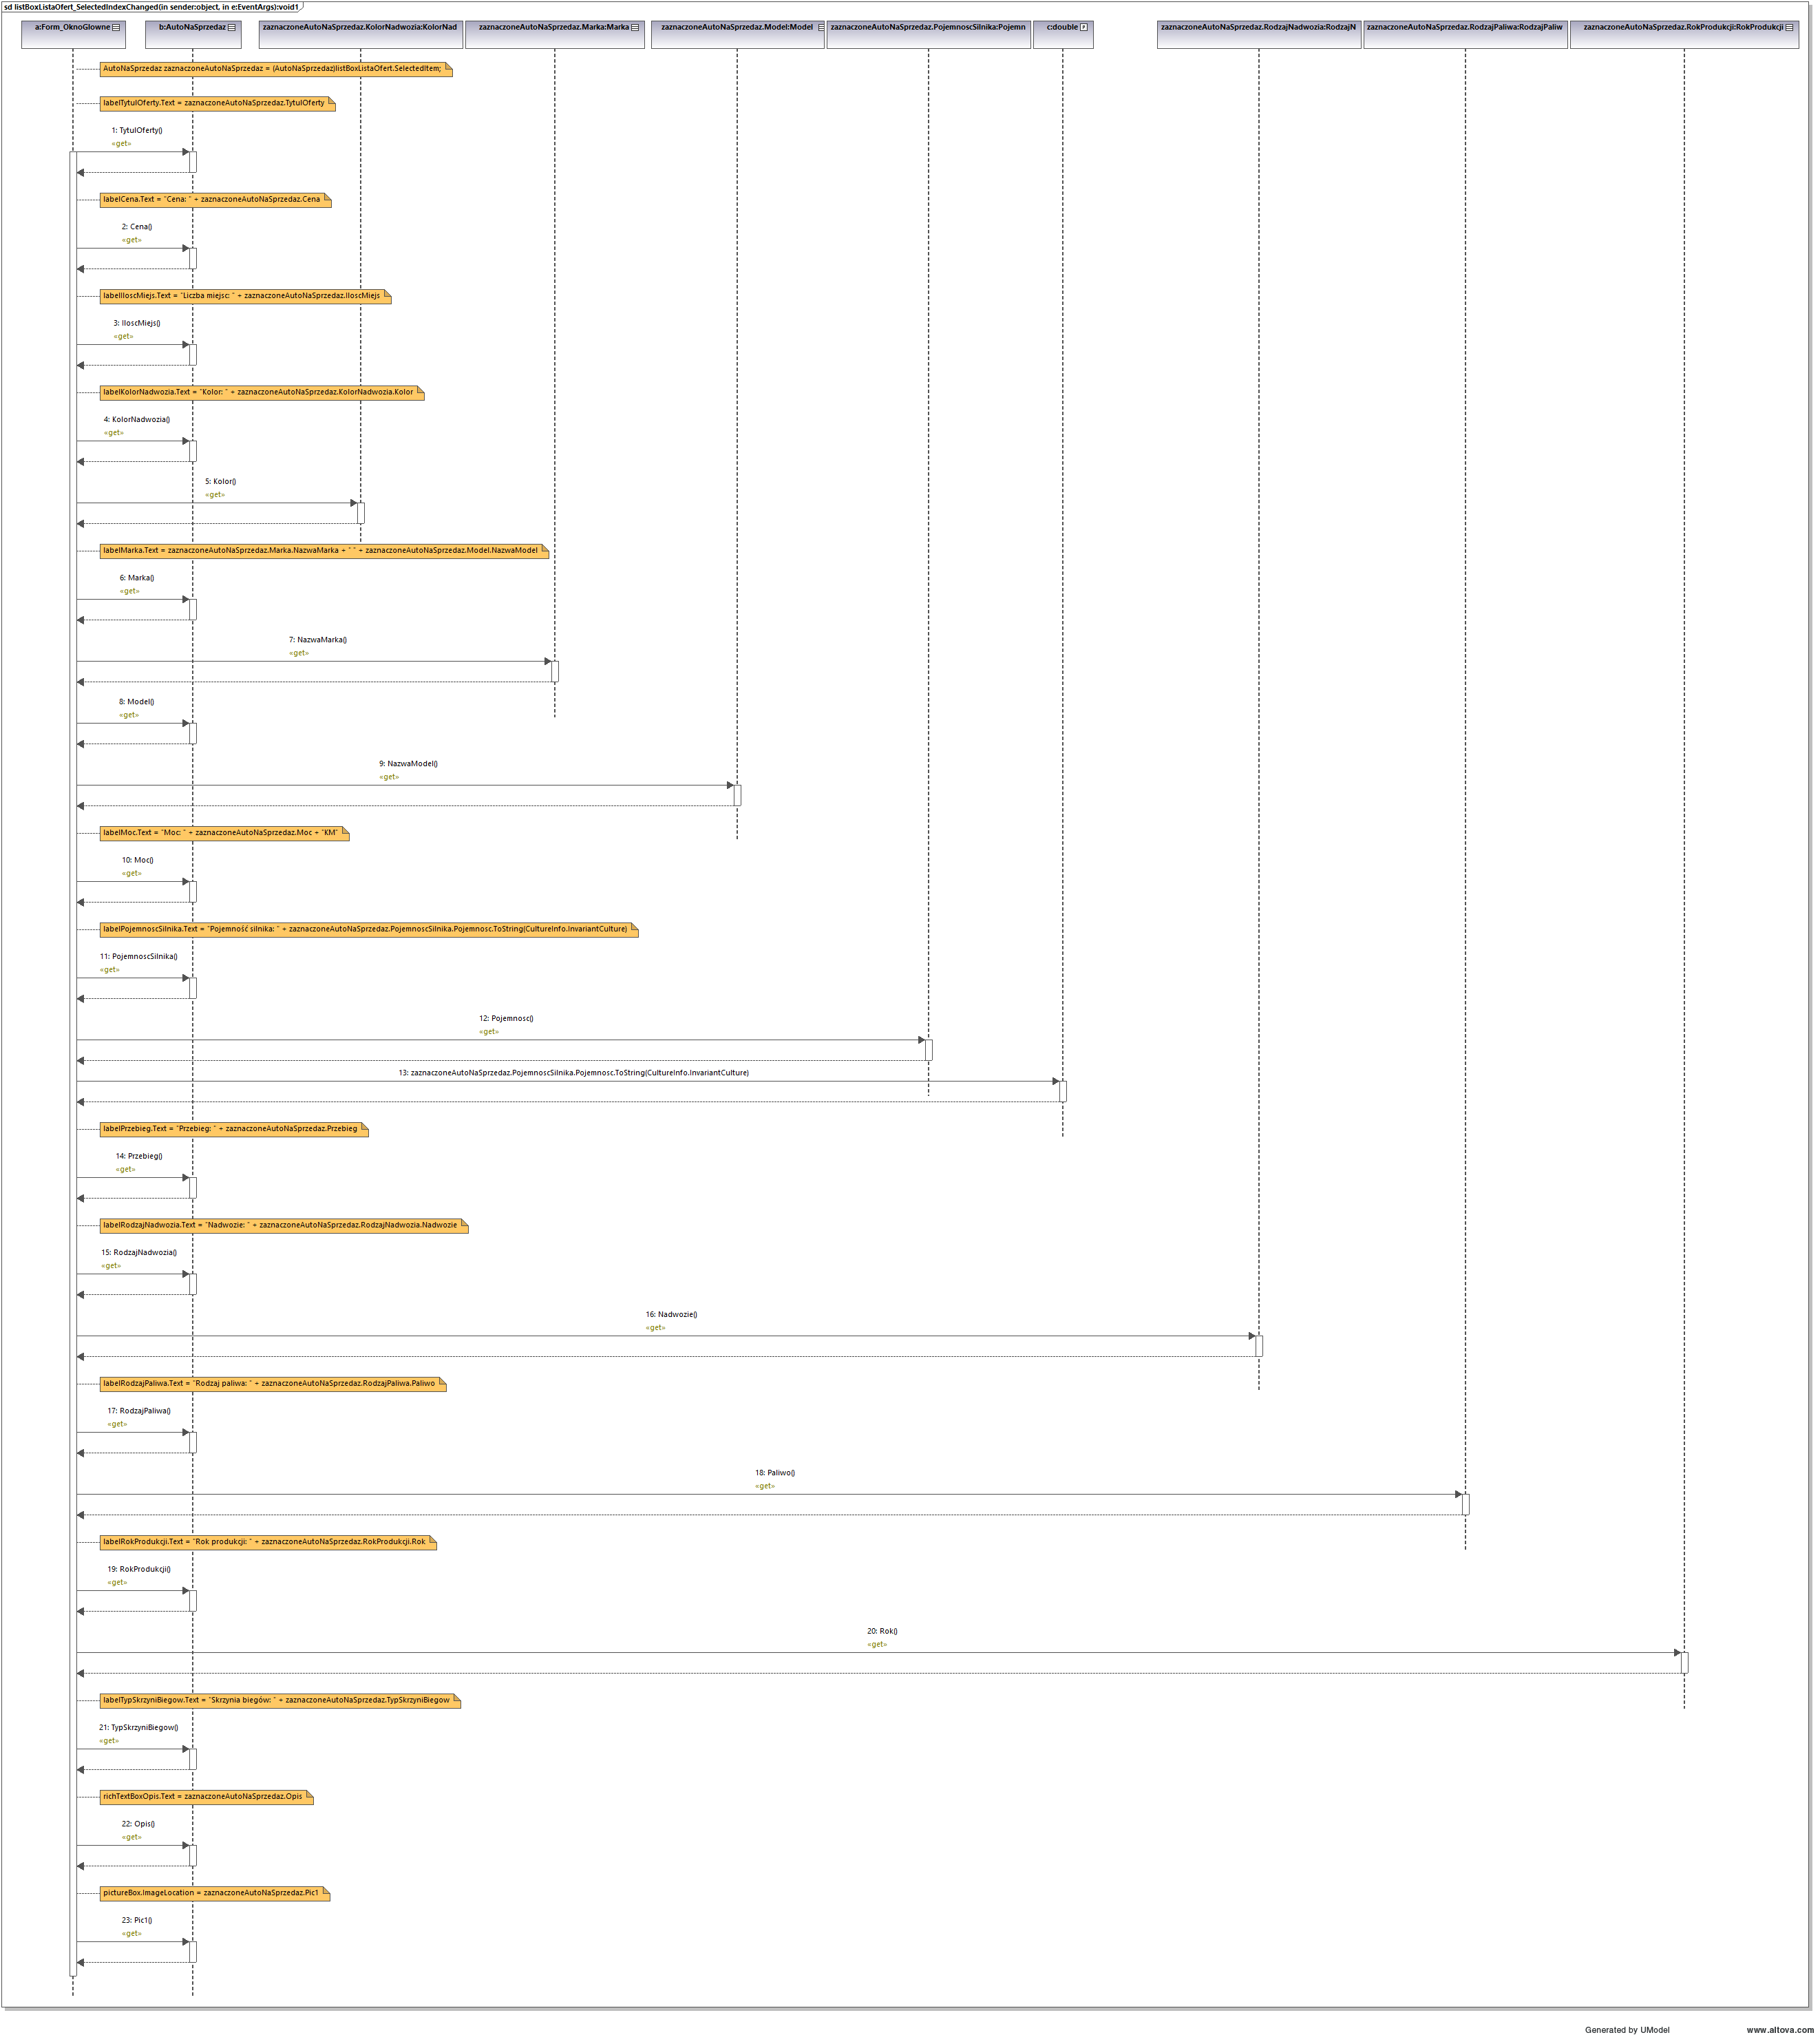 sd listBoxListaOfert_SelectedIndexChanged(in sender:object, in e:EventArgs):void1
a:Form_OknoGlowne
b:AutoNaSprzedaz
zaznaczoneAutoNaSprzedaz.KolorNadwozia:KolorNad
zaznaczoneAutoNaSprzedaz.Marka:Marka
zaznaczoneAutoNaSprzedaz.Model:Model
zaznaczoneAutoNaSprzedaz.PojemnoscSilnika:Pojemn
c:double
zaznaczoneAutoNaSprzedaz.RodzajNadwozia:RodzajN
zaznaczoneAutoNaSprzedaz.RodzajPaliwa:RodzajPaliw
zaznaczoneAutoNaSprzedaz.RokProdukcji:RokProdukcji
AutoNaSprzedaz zaznaczoneAutoNaSprzedaz = (AutoNaSprzedaz)listBoxListaOfert.SelectedItem;
labelTytulOferty.Text = zaznaczoneAutoNaSprzedaz.TytulOferty
1: TytulOferty()
«get»
labelCena.Text = "Cena: " + zaznaczoneAutoNaSprzedaz.Cena
2: Cena()
«get»
labelIloscMiejs.Text = "Liczba miejsc: " + zaznaczoneAutoNaSprzedaz.IloscMiejs
3: IloscMiejs()
«get»
labelKolorNadwozia.Text = "Kolor: " + zaznaczoneAutoNaSprzedaz.KolorNadwozia.Kolor
4: KolorNadwozia()
«get»
5: Kolor()
«get»
labelMarka.Text = zaznaczoneAutoNaSprzedaz.Marka.NazwaMarka + " " + zaznaczoneAutoNaSprzedaz.Model.NazwaModel
6: Marka()
«get»
7: NazwaMarka()
«get»
8: Model()
«get»
9: NazwaModel()
«get»
labelMoc.Text = "Moc: " + zaznaczoneAutoNaSprzedaz.Moc + "KM"
10: Moc()
«get»
labelPojemnoscSilnika.Text = "Pojemność silnika: " + zaznaczoneAutoNaSprzedaz.PojemnoscSilnika.Pojemnosc.ToString(CultureInfo.InvariantCulture)
11: PojemnoscSilnika()
«get»
12: Pojemnosc()
«get»
13: zaznaczoneAutoNaSprzedaz.PojemnoscSilnika.Pojemnosc.ToString(CultureInfo.InvariantCulture)
labelPrzebieg.Text = "Przebieg: " + zaznaczoneAutoNaSprzedaz.Przebieg
14: Przebieg()
«get»
labelRodzajNadwozia.Text = "Nadwozie: " + zaznaczoneAutoNaSprzedaz.RodzajNadwozia.Nadwozie
15: RodzajNadwozia()
«get»
16: Nadwozie()
«get»
labelRodzajPaliwa.Text = "Rodzaj paliwa: " + zaznaczoneAutoNaSprzedaz.RodzajPaliwa.Paliwo
17: RodzajPaliwa()
«get»
18: Paliwo()
«get»
labelRokProdukcji.Text = "Rok produkcji: " + zaznaczoneAutoNaSprzedaz.RokProdukcji.Rok
19: RokProdukcji()
«get»
20: Rok()
«get»
labelTypSkrzyniBiegow.Text = "Skrzynia biegów: " + zaznaczoneAutoNaSprzedaz.TypSkrzyniBiegow
21: TypSkrzyniBiegow()
«get»
richTextBoxOpis.Text = zaznaczoneAutoNaSprzedaz.Opis
22: Opis()
«get»
pictureBox.ImageLocation = zaznaczoneAutoNaSprzedaz.Pic1
23: Pic1()
«get»
Generated by UModel
www.altova.com